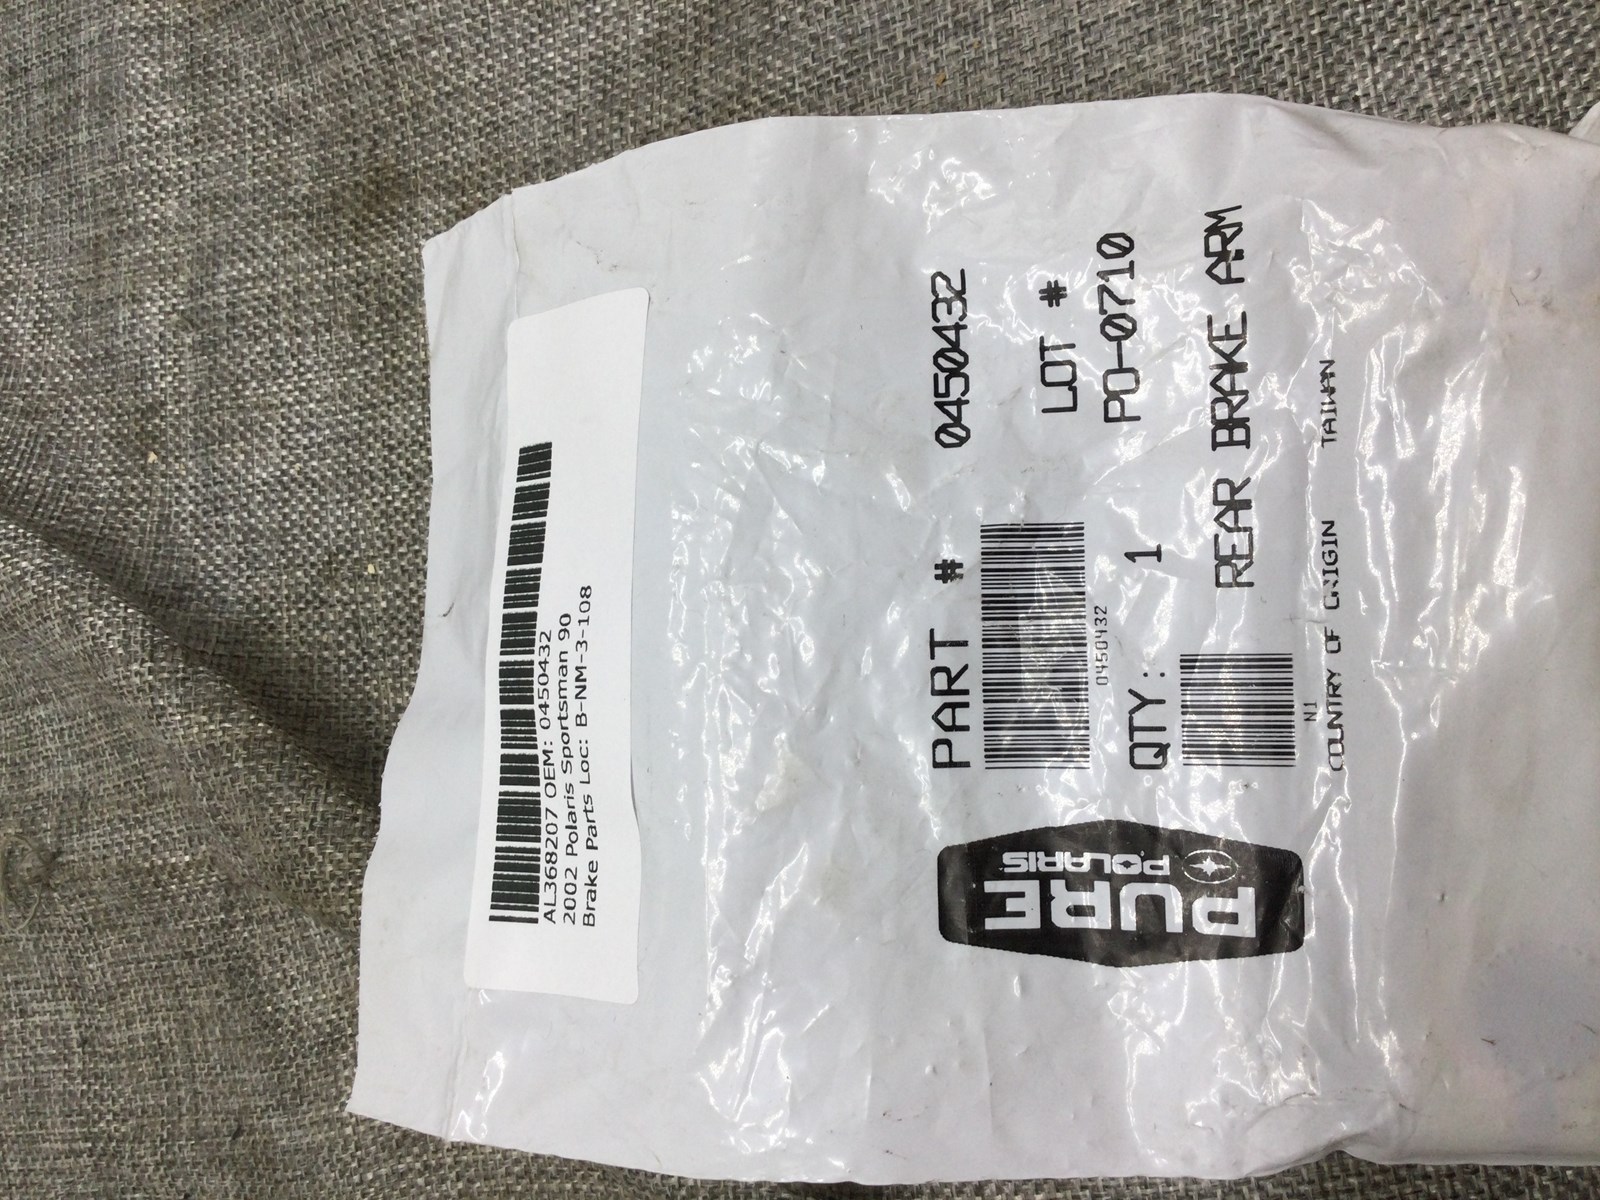 AL368207 OEM: 0450432
2002 Polaris Sportsman 90
Brake Parts Loc: B-NM-3-108
PURE
POLARIS
PART # 0450432
0450432
LOT #
QTY: 1 PO-0710
N1
REAR BRAKE ARM
COUNTRY OF ORIGIN TAIWAN